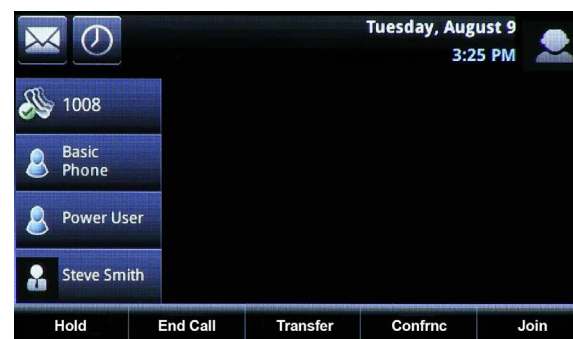 Tuesday, August 9
3:25 PM
1008
Basic
Phone
Power User
Steve Smith
Hold
End Call
Transfer
Confrnc
Join